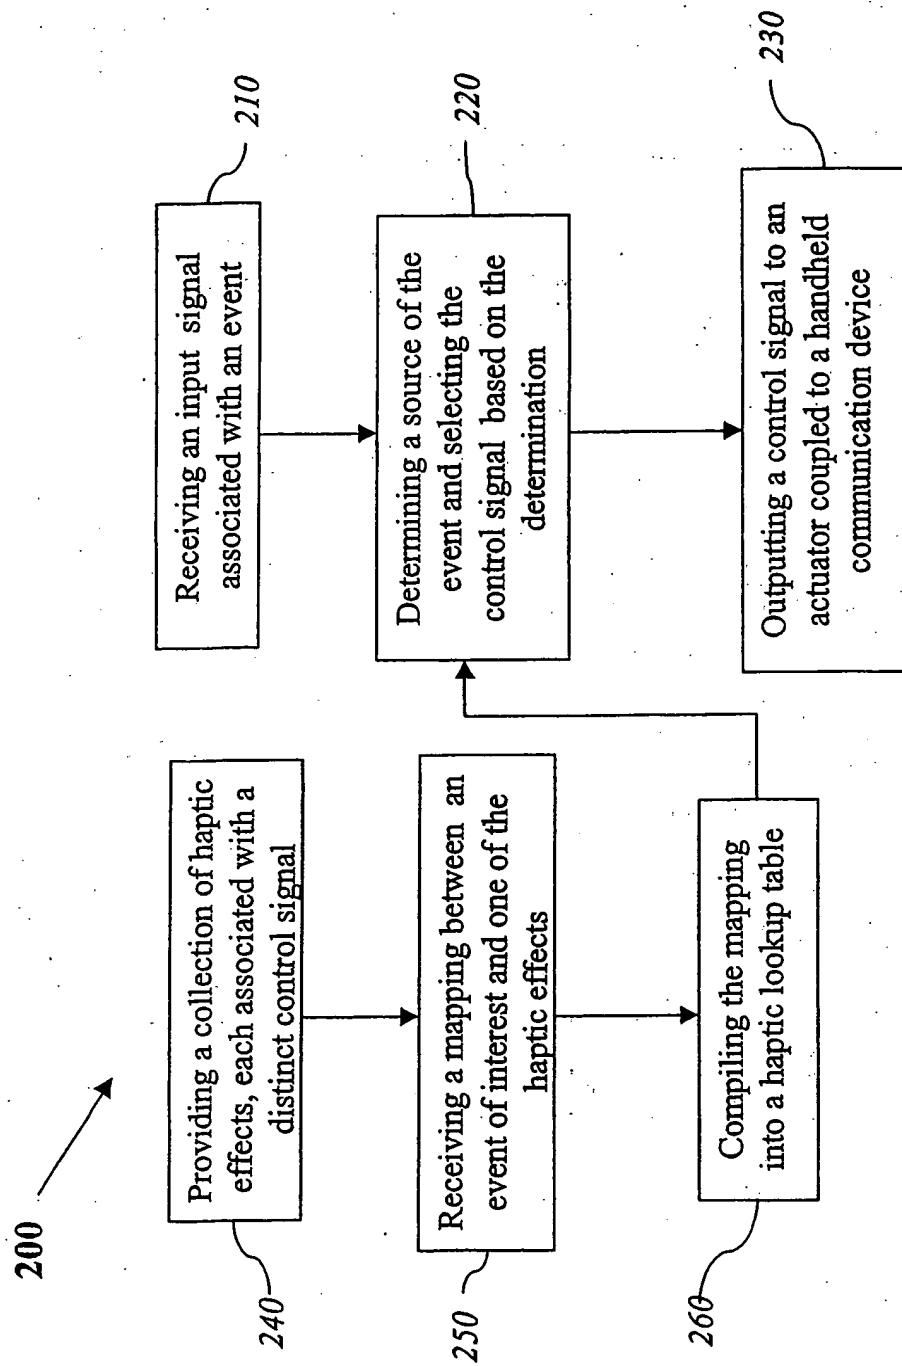 200
240
Providing a collection of haptic
effects, each associated with a
distinct control signal
250
Receiving a mapping between an
event of interest and one of the
haptic effects
260
Compiling the mapping
into a haptic lookup table
Receiving an input signal
associated with an event
210
Determining a source of the
event and selecting the
control signal based on the
determination
220
Outputting a control signal to an
actuator coupled to a handheld
communication device
230